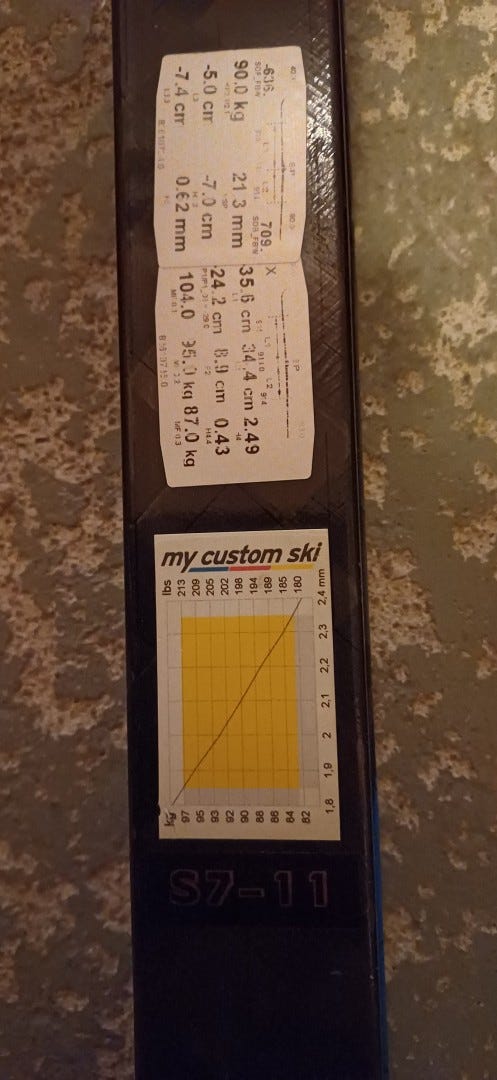 -636. 709.
90.0 kg 21.3 mm
-5.0 cm -7.0 cm
-7.4 cm 0.62 mm
X
35.6 cm 34.4 cm 2.49
24.2 cm 8.9 cm 0.43
104.0 95.0 kg 87.0 kg
MF 0.3
my custom ski
lbs
213
209
205
202
198
194
189
185
180
kg
97
95
93
92
90
88
86
84
82
1,8 1,9 2 2,1 2,2 2,3 2,4 mm
S7-11